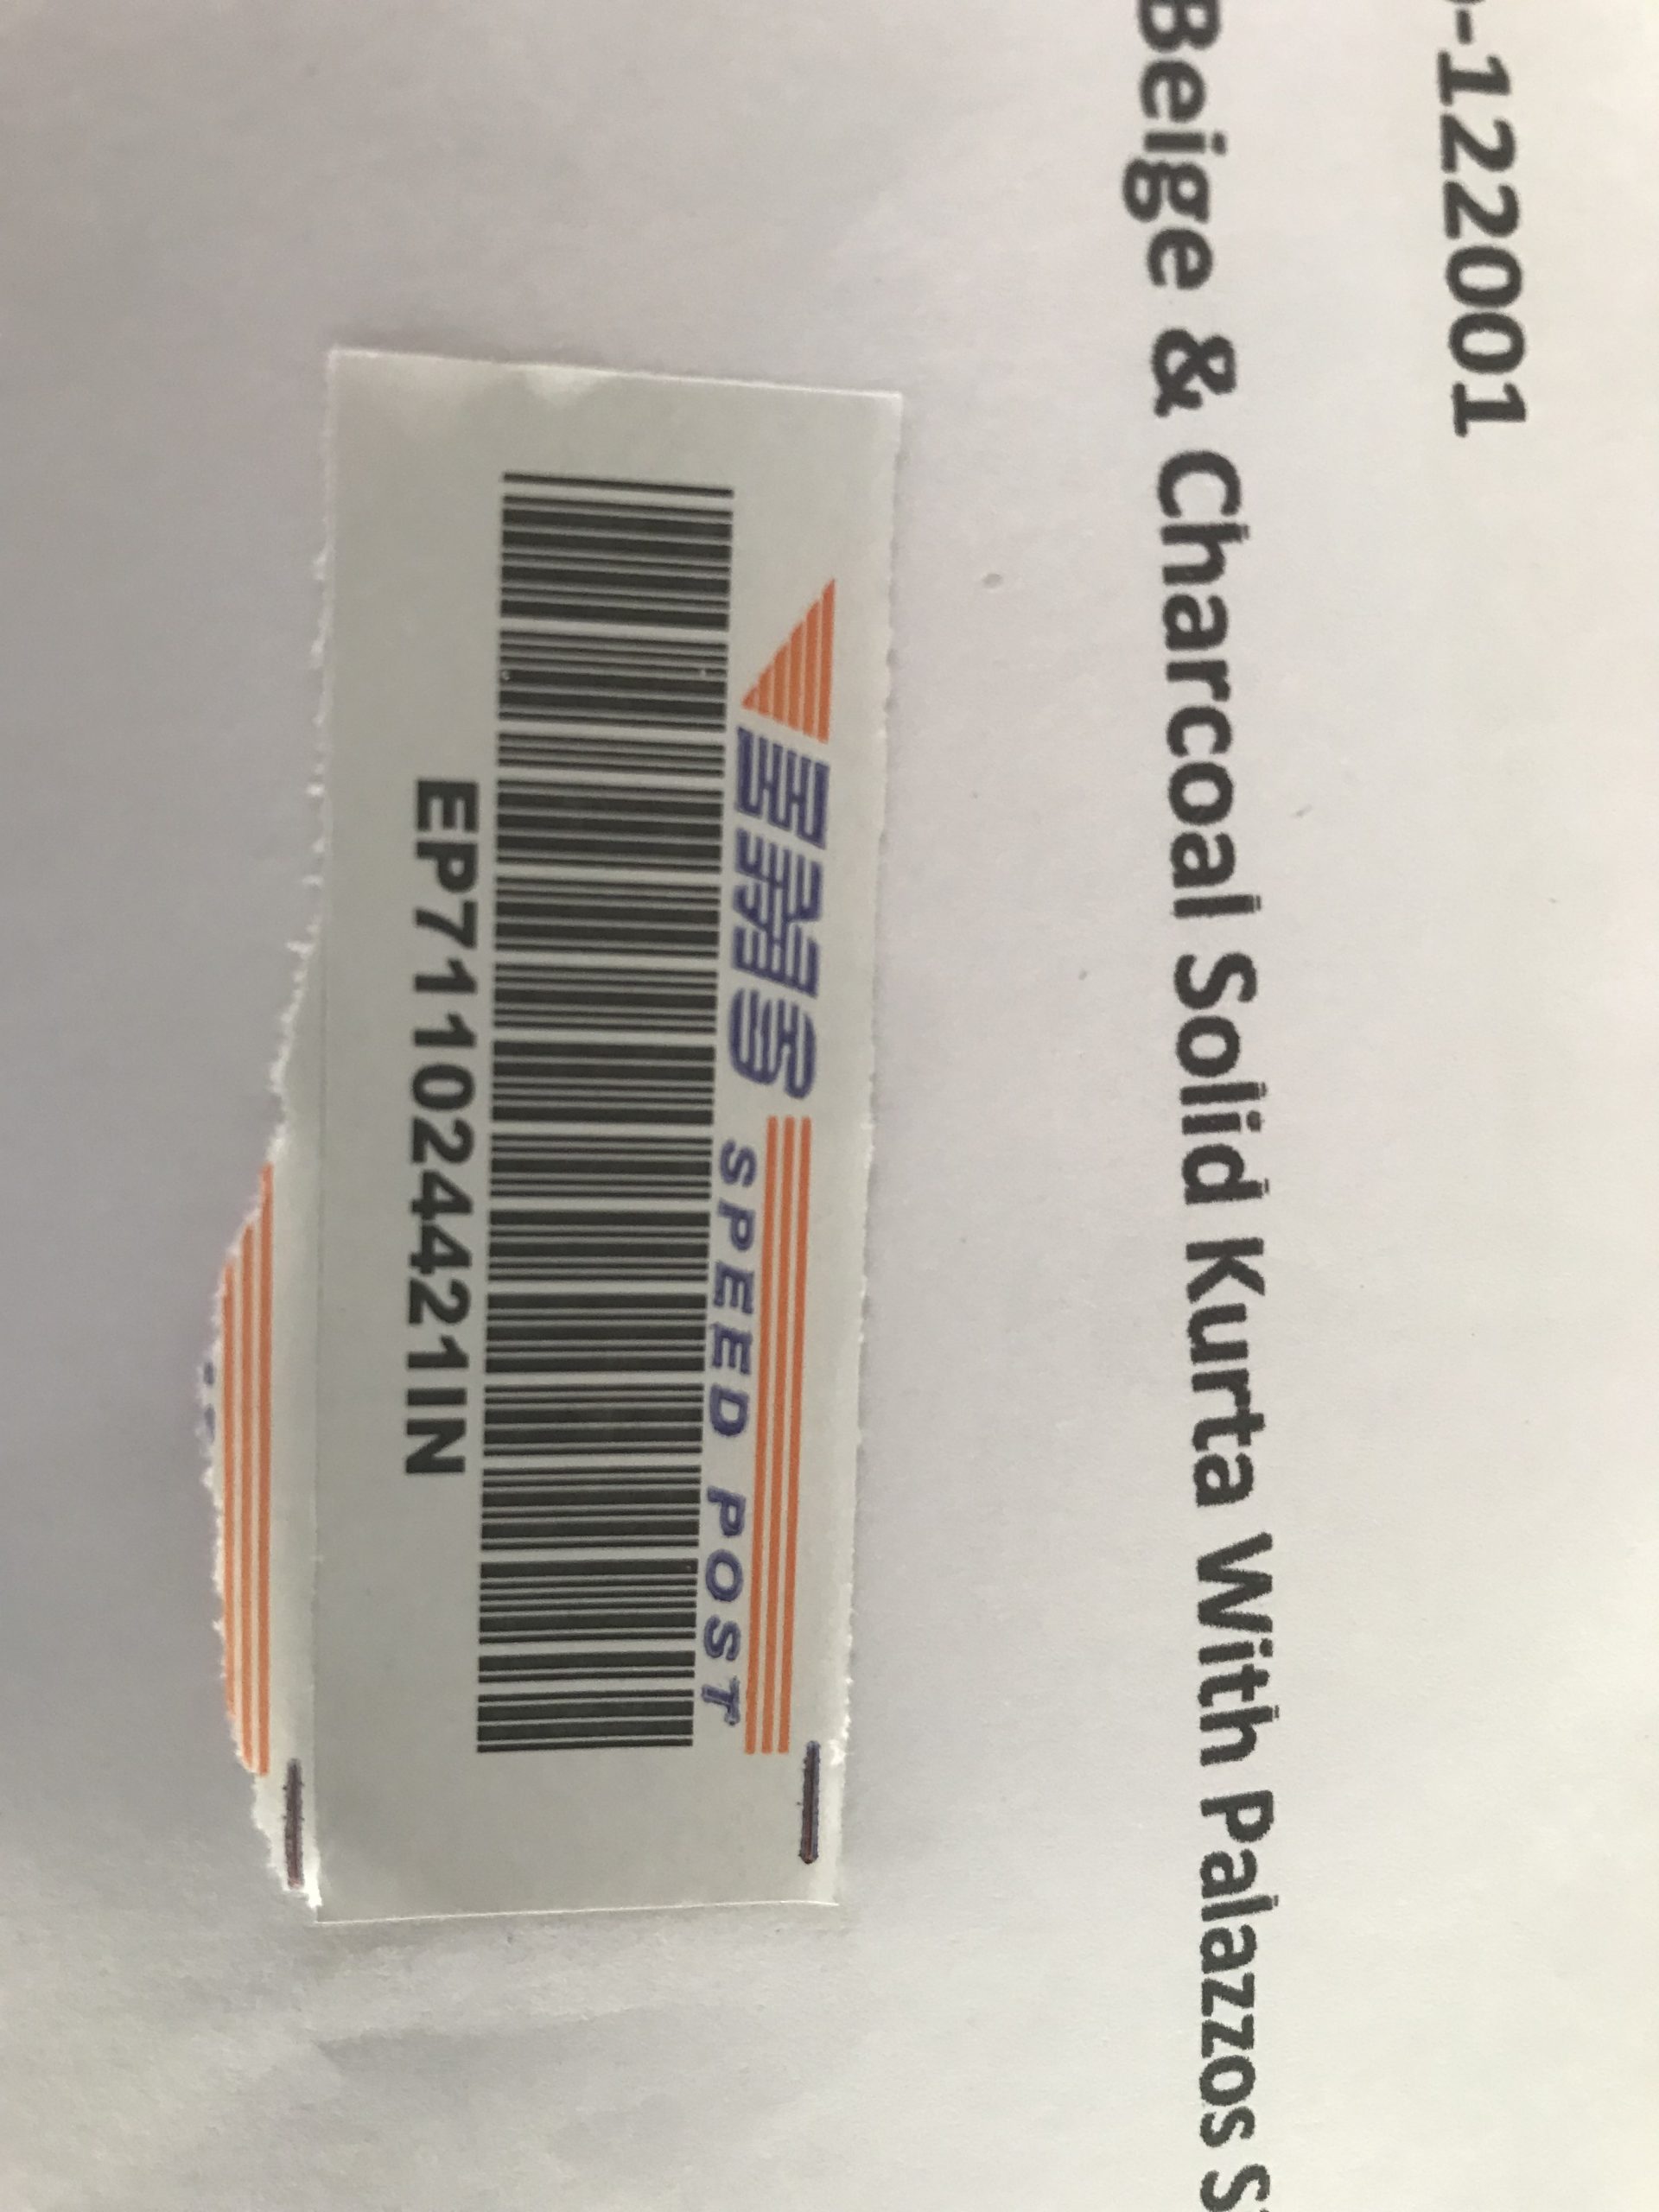 -122001
Beige & Charcoal Solid Kurta With Palazzos
EMS
SPEED POST
EP711024421IN